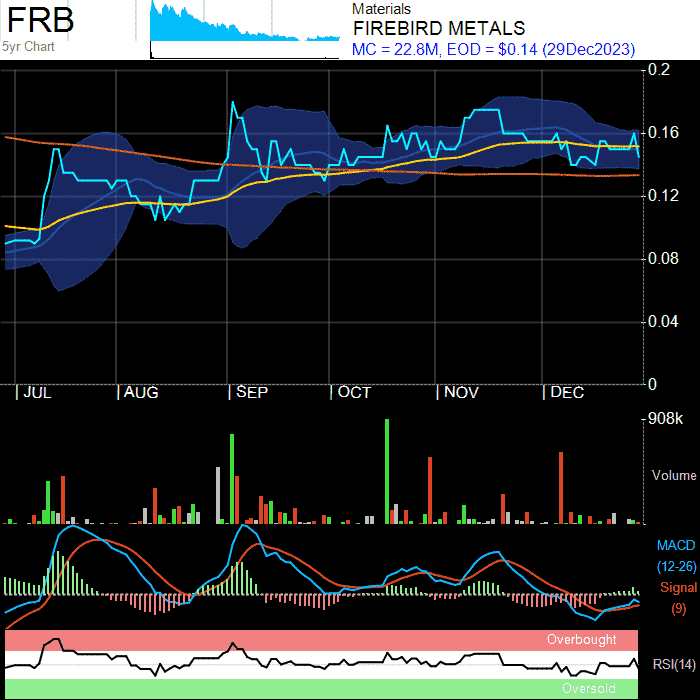 FRB
5yr Chart
Materials
FIREBIRD METALS
MC = 22.8M, EOD = $0.14 (29Dec2023)
0.2
0.16
0.12
0.08
0.04
0
JUL AUG SEP OCT NOV DEC
908k
Volume
MACD
(12-26)
Signal
(9)
Overbought
RSI(14)
Oversold